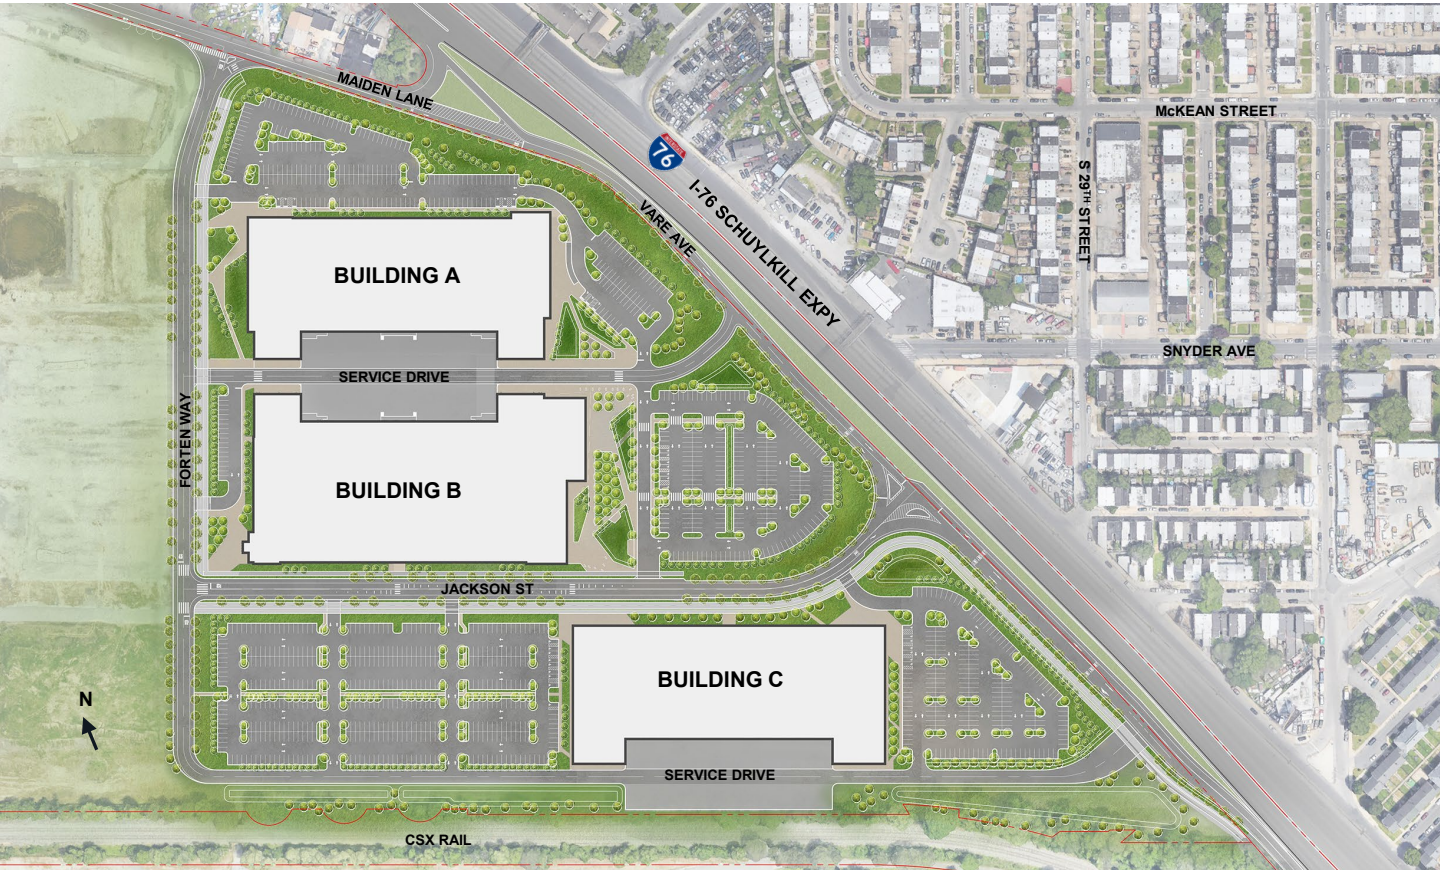 MAIDEN LANE
McKEAN STREET
INTERSTATE
76
S 29TH STREET
I-76 SCHUYLKILL EXPY
VARE AVE
BUILDING A
SNYDER AVE
SERVICE DRIVE
FORTEN WAY
BUILDING B
JACKSON ST
BUILDING C
N
SERVICE DRIVE
CSX RAIL